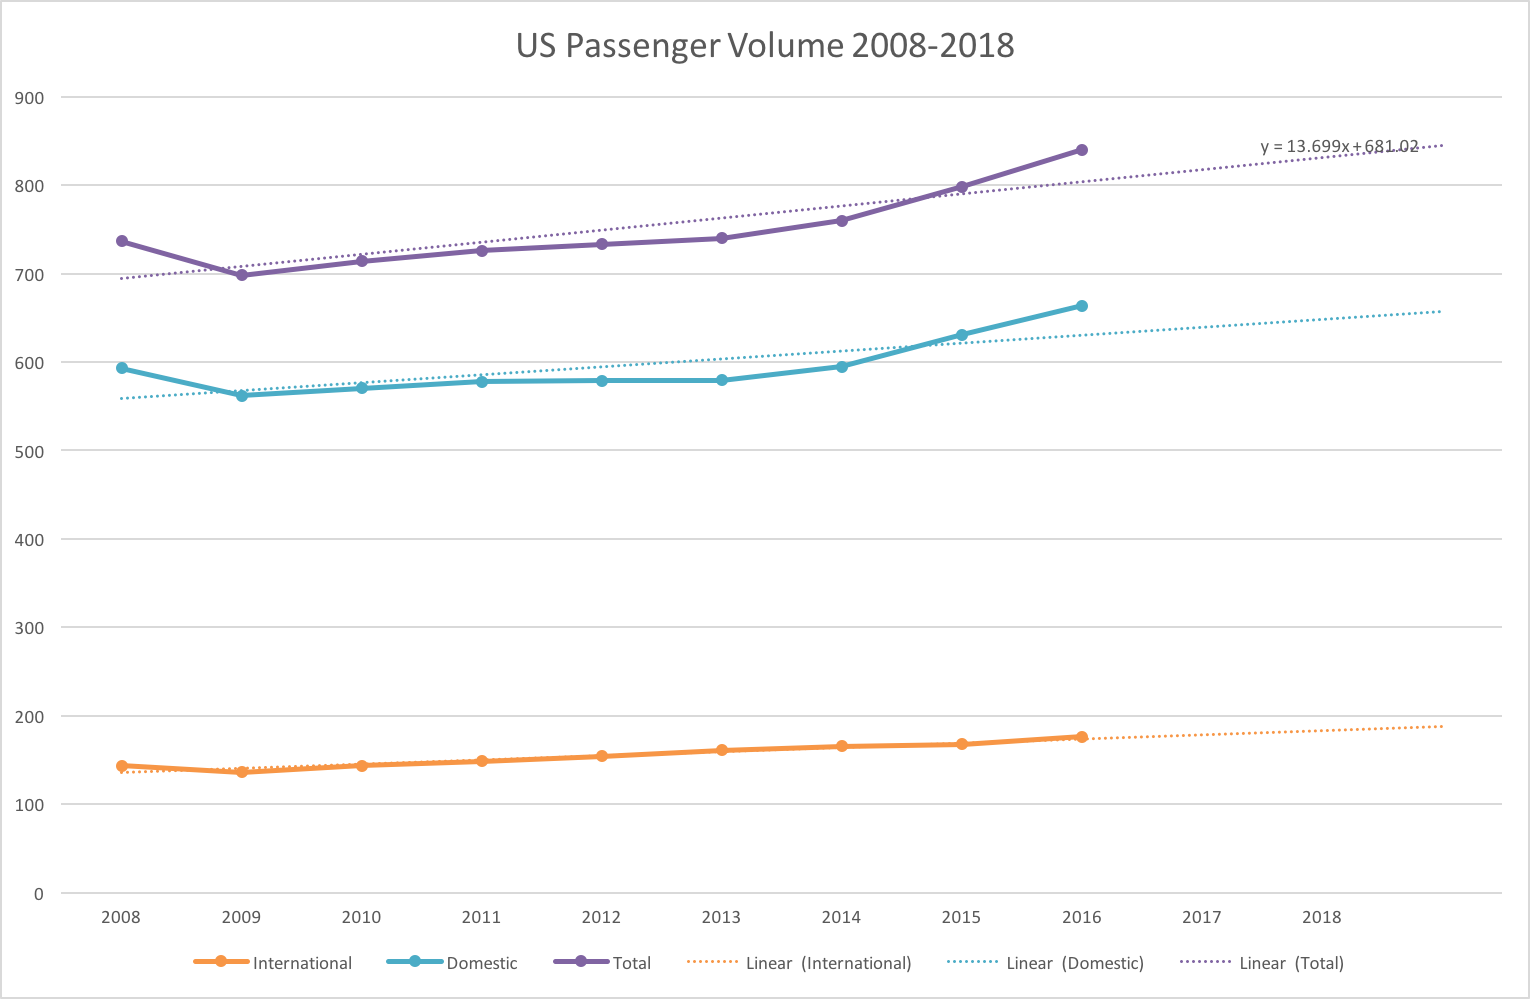 US Passenger Volume 2008-2018
900
y = 13.699x + 681.02
800
700
600
500
400
300
200
100
0
2008 2009 2010 2011 2012 2013 2014 2015 2016 2017 2018
International Domestic Total Linear (International) Linear (Domestic) Linear (Total)